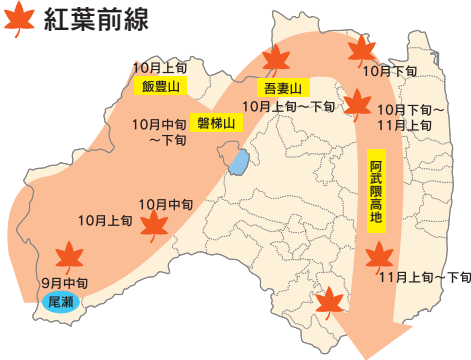 紅葉前線
10月上旬
飯豊山
吾妻山
10月下旬
10月上旬～下旬
10月下旬～
11月上旬
10月中旬
～下旬
磐梯山
阿武隈高地
10月中旬
10月上旬
11月上旬～下旬
9月中旬
尾瀬